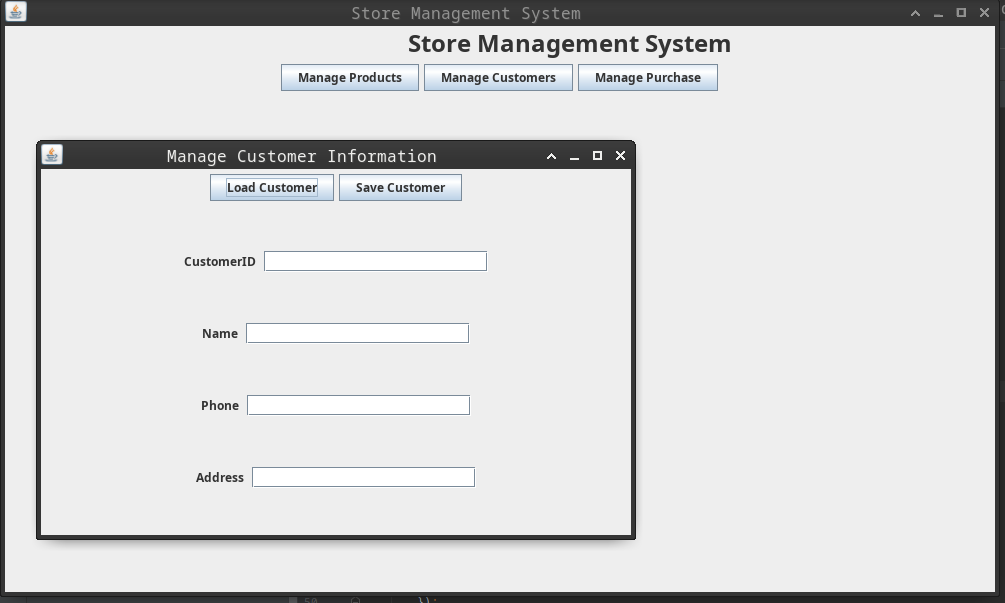 Store Management System
Store Management System
Manage Products Manage Customers Manage Purchase
Manage Customer Information
Load Customer Save Customer
CustomerID
Name
Phone
Address